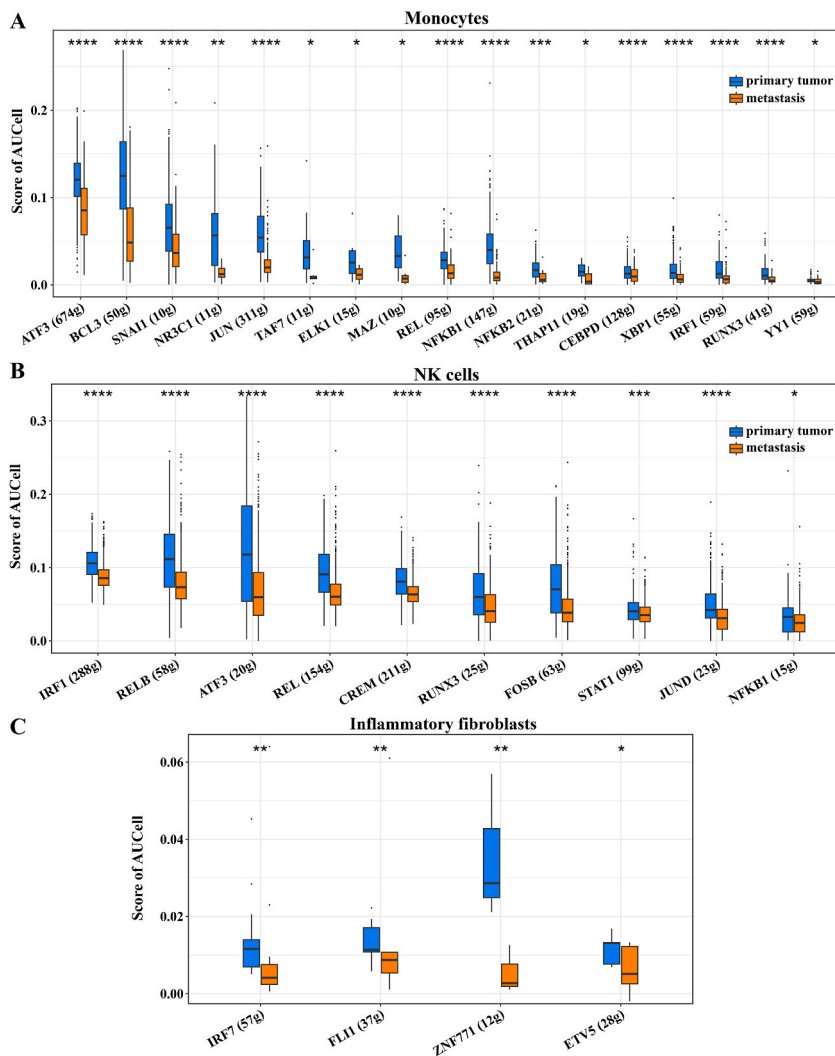 A
Monocytes
**** **** **** ** **** * * * **** **** *** * **** **** **** **** *
primary tumor
metastasis
Score of AUCell
0.2
0.1
0.0
ATF3 (674g) BCL3 (50g) SNAI1 (10g) NR3C1 (11g) JUN (311g) TAF7 (11g) ELK1 (15g) MAZ (10g) REL (95g) NFKB1 (147g) NFKB2 (21g) THAP11 (19g) CEBPD (128g) XBP1 (55g) IRF1 (59g) RUNX3 (41g) YY1 (59g)
B
NK cells
**** **** **** **** **** **** **** *** **** *
primary tumor
metastasis
Score of AUCell
0.3
0.2
0.1
0.0
IRF1 (288g) RELB (58g) ATF3 (20g) REL (154g) CREM (211g) RUNX3 (25g) FOSB (63g) STAT1 (99g) JUND (23g) NFKB1 (15g)
C
Inflammatory fibroblasts
** ** ** *
Score of AUCell
0.06
0.04
0.02
0.00
IRF7 (57g) FLI1 (37g) ZNF771 (12g) ETV5 (28g)